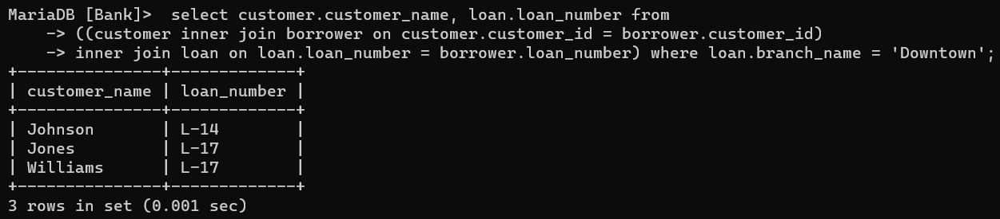 MariaDB [Bank]>  select customer.customer_name, loan.loan_number from
    -> ((customer inner join borrower on customer.customer_id = borrower.customer_id)
    -> inner join loan on loan.loan_number = borrower.loan_number) where loan.branch_name = 'Downtown';
+---------------+-------------+
| customer_name | loan_number |
+---------------+-------------+
| Johnson       | L-14        |
| Jones         | L-17        |
| Williams      | L-17        |
+---------------+-------------+
3 rows in set (0.001 sec)